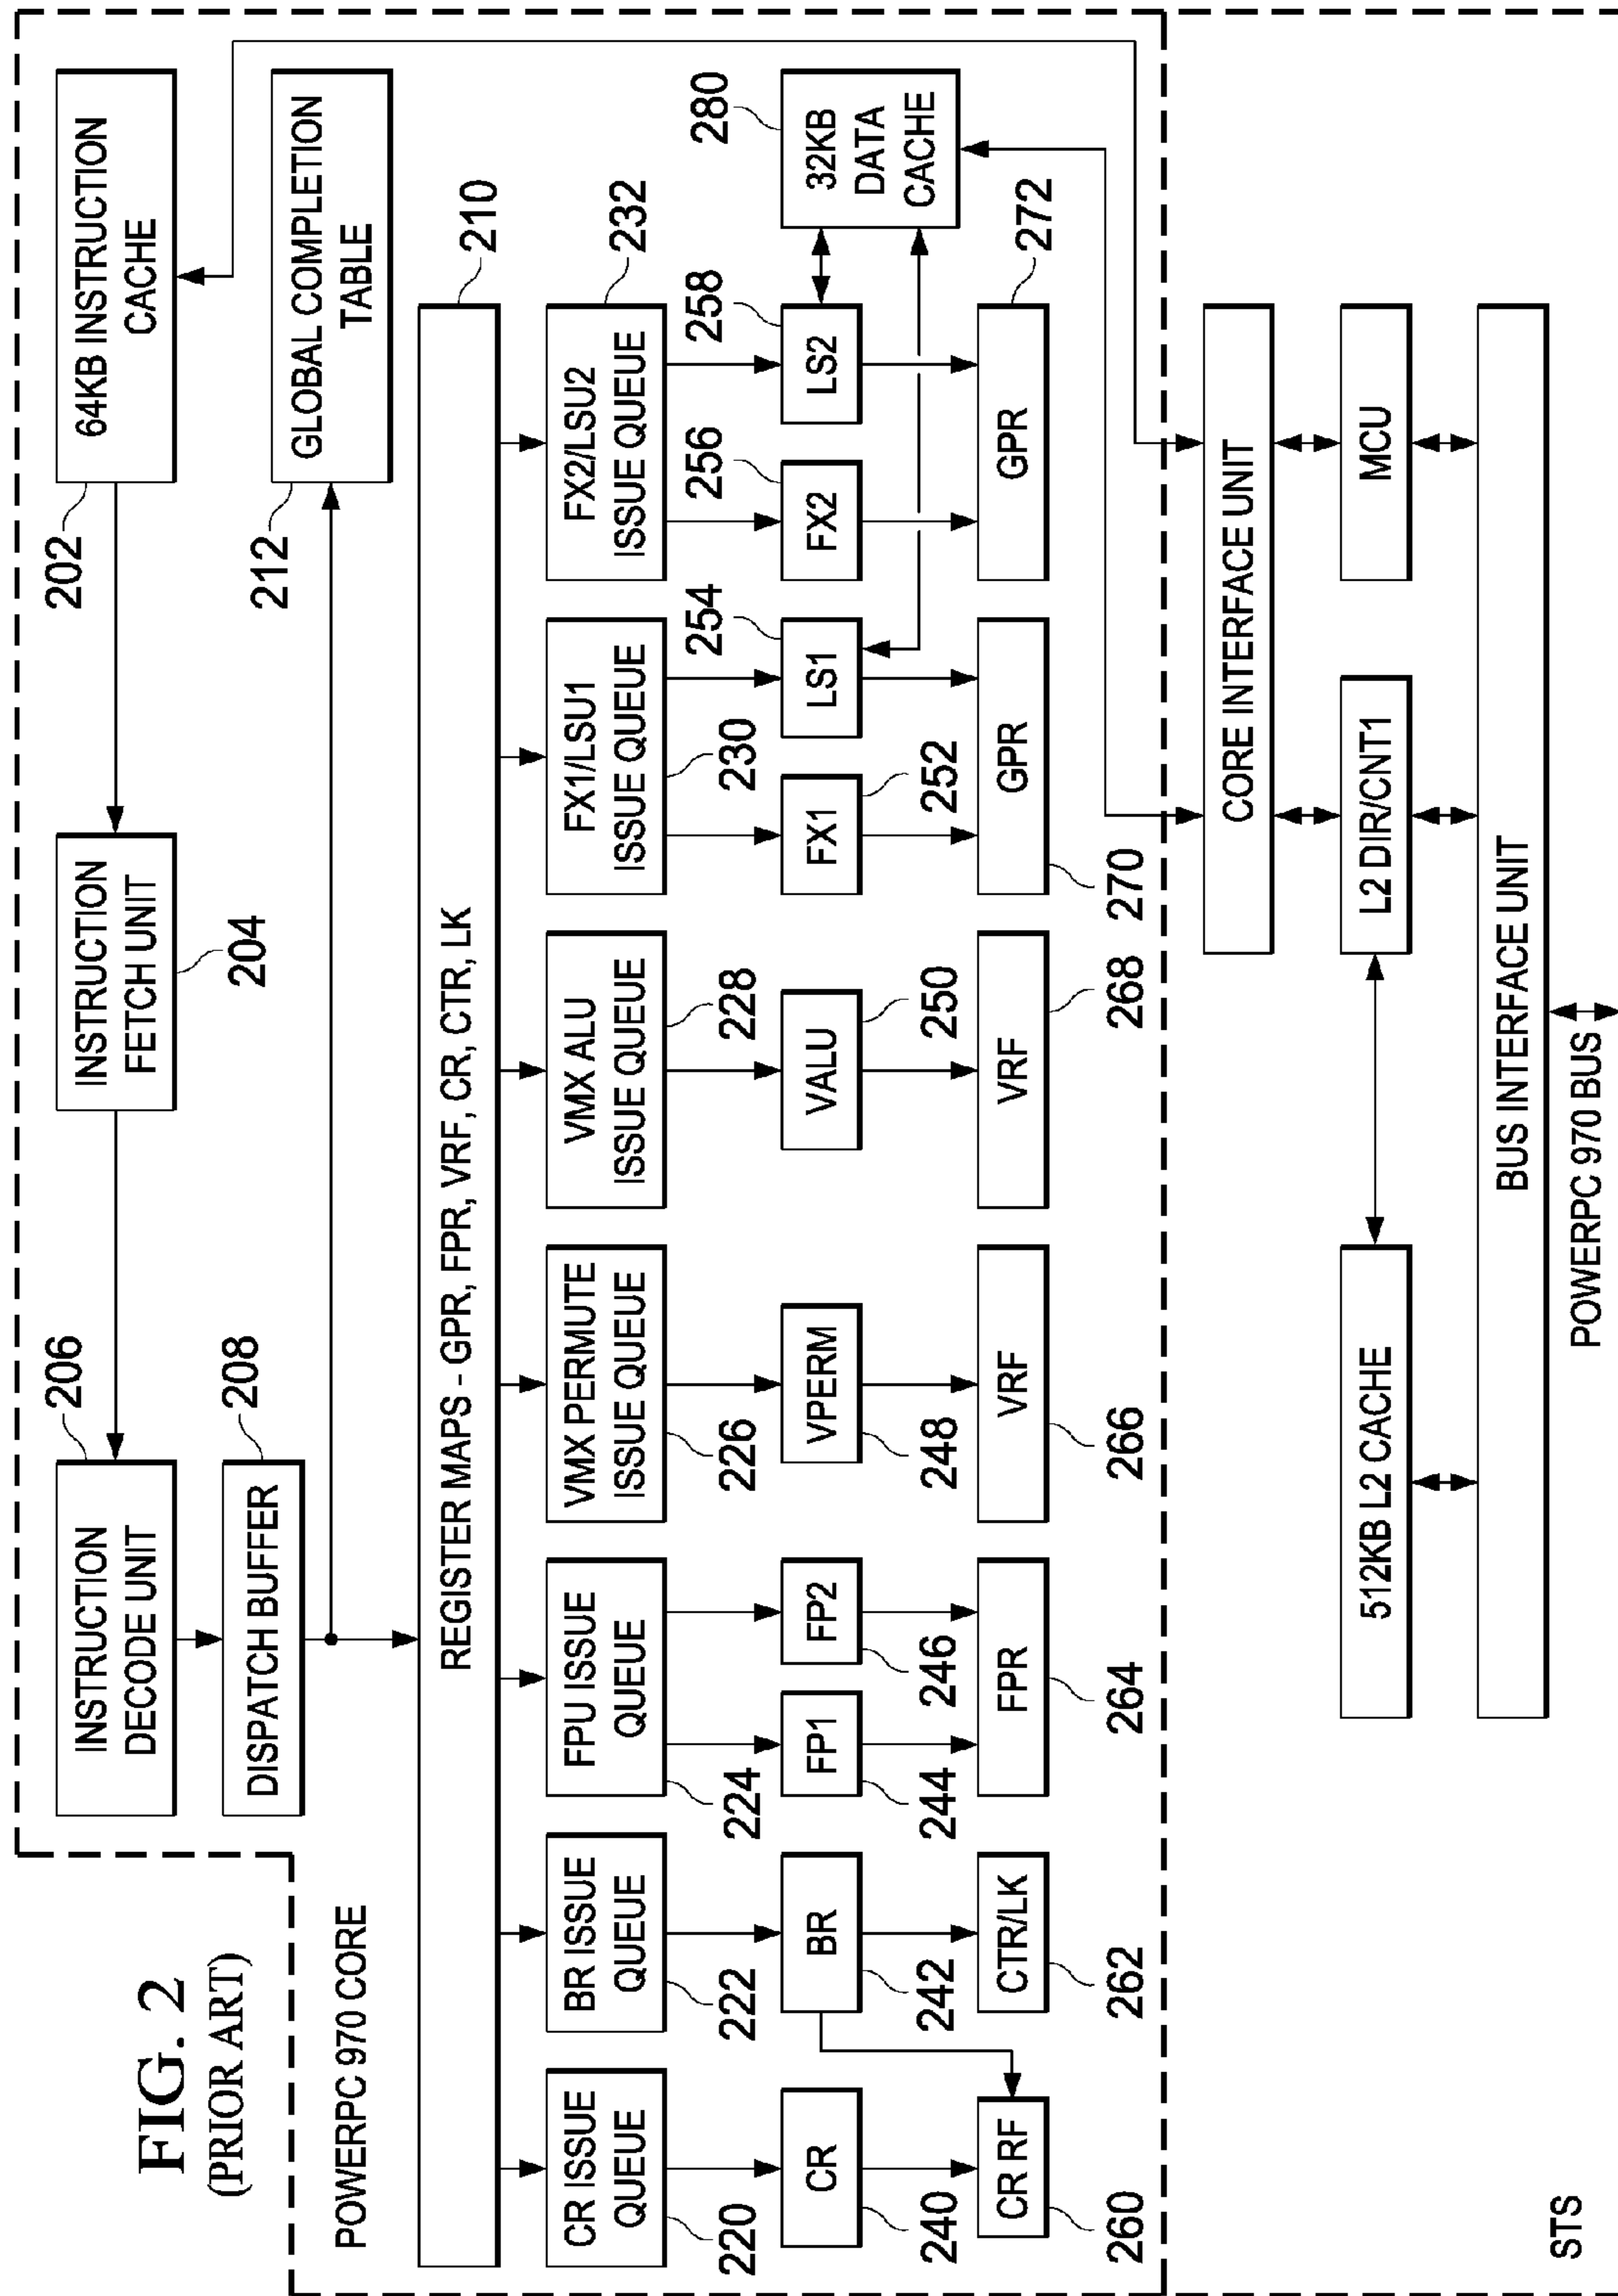 FIG. 2
(PRIOR ART)
POWERPC 970 CORE
206
INSTRUCTION
DECODE UNIT
INSTRUCTION
FETCH UNIT
204
202
64KB INSTRUCTION
CACHE
208
DISPATCH BUFFER
212
GLOBAL COMPLETION
TABLE
REGISTER MAPS - GPR, FPR, VRF, CR, CTR, LK
210
CR ISSUE
QUEUE
220
BR ISSUE
QUEUE
222
FPU ISSUE
QUEUE
224
VMX PERMUTE
ISSUE QUEUE
226
VMX ALU
ISSUE QUEUE
228
FX1/LSU1
ISSUE QUEUE
230
FX2/LSU2
ISSUE QUEUE
232
CR
240
BR
242
FP1
244
FP2
246
VPERM
248
VALU
250
FX1
252
LS1
254
FX2
256
LS2
258
32KB
DATA
CACHE
280
CR RF
260
CTR/LK
262
FPR
264
VRF
266
VRF
268
GPR
270
GPR
272
CORE INTERFACE UNIT
512KB L2 CACHE
L2 DIR/CNT1
MCU
BUS INTERFACE UNIT
POWERPC 970 BUS
STS